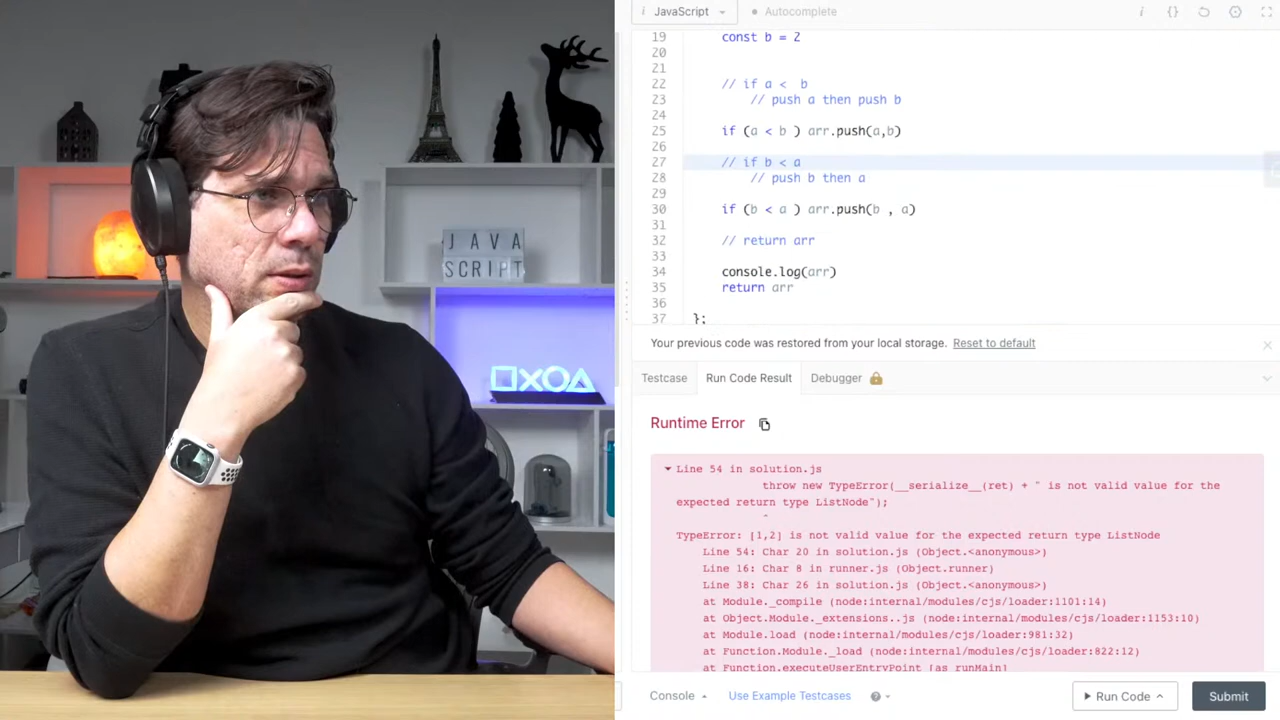 JAVA
SCRIPT
i JavaScript
Autocomplete
i {}
19 const b = 2
20
21
22 // if a < b
23 // push a then push b
24
25 if (a < b ) arr.push(a,b)
26
27 // if b < a
28 // push b then a
29
30 if (b < a ) arr.push(b , a)
31
32 // return arr
33
34 console.log(arr)
35 return arr
36
37 };
Your previous code was restored from your local storage. Reset to default
Testcase Run Code Result Debugger
Runtime Error
Line 54 in solution.js
throw new TypeError(__serialize__(ret) + " is not valid value for the
expected return type ListNode");
^
TypeError: [1,2] is not valid value for the expected return type ListNode
Line 54: Char 20 in solution.js (Object.<anonymous>)
Line 16: Char 8 in runner.js (Object.runner)
Line 38: Char 26 in solution.js (Object.<anonymous>)
at Module._compile (node:internal/modules/cjs/loader:1101:14)
at Object.Module._extensions..js (node:internal/modules/cjs/loader:1153:10)
at Module.load (node:internal/modules/cjs/loader:981:32)
at Function.Module._load (node:internal/modules/cjs/loader:822:12)
at Function.executeUserEntryPoint [as runMain]
Console Use Example Testcases ? Run Code Submit